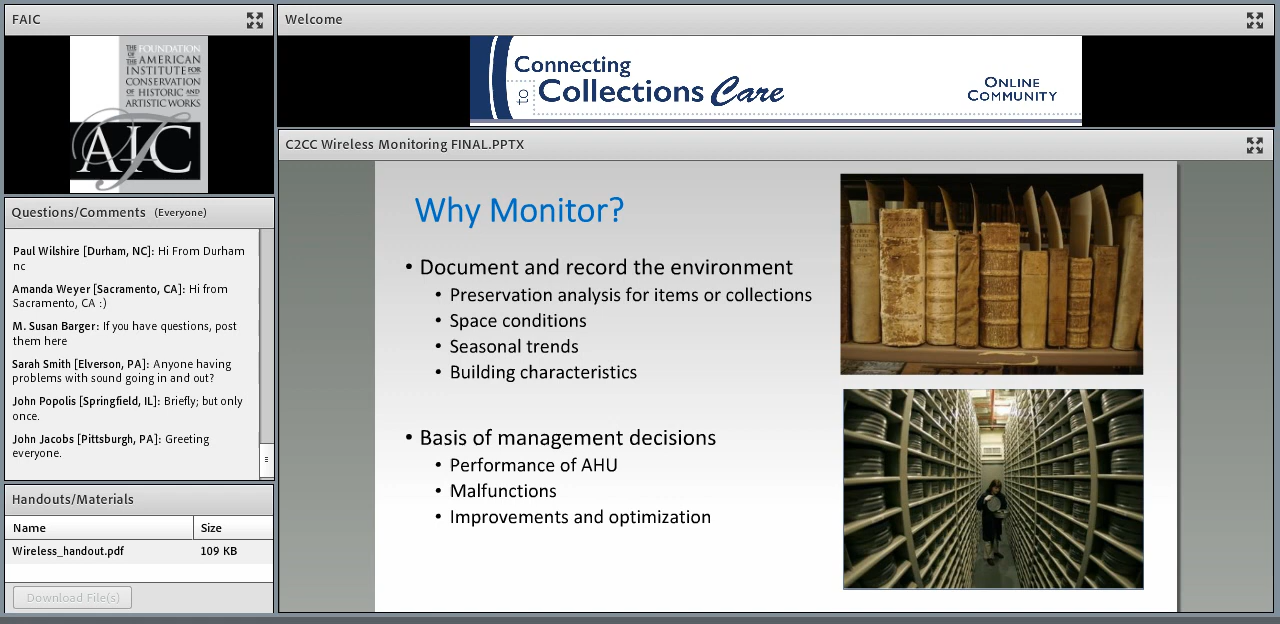 FAIC
THE FOUNDATION
OF THE AMERICAN
INSTITUTE FOR
CONSERVATION
OF HISTORIC AND
ARTISTIC WORKS
FAIC
Questions/Comments (Everyone)
Paul Wilshire [Durham, NC]: Hi From Durham
nc
Amanda Weyer [Sacramento, CA]: Hi from
Sacramento, CA :)
M. Susan Barger: If you have questions, post
them here
Sarah Smith [Elverson, PA]: Anyone having
problems with sound going in and out?
John Popolis [Springfield, IL]: Briefly; but only
once.
John Jacobs [Pittsburgh, PA]: Greeting
everyone.
Handouts/Materials
Name Size
Wireless_handout.pdf 109 KB
Download File(s)
Welcome
Connecting
to Collections Care
ONLINE
COMMUNITY
C2CC Wireless Monitoring FINAL.PPTX
Why Monitor?
• Document and record the environment
• Preservation analysis for items or collections
• Space conditions
• Seasonal trends
• Building characteristics
• Basis of management decisions
• Performance of AHU
• Malfunctions
• Improvements and optimization